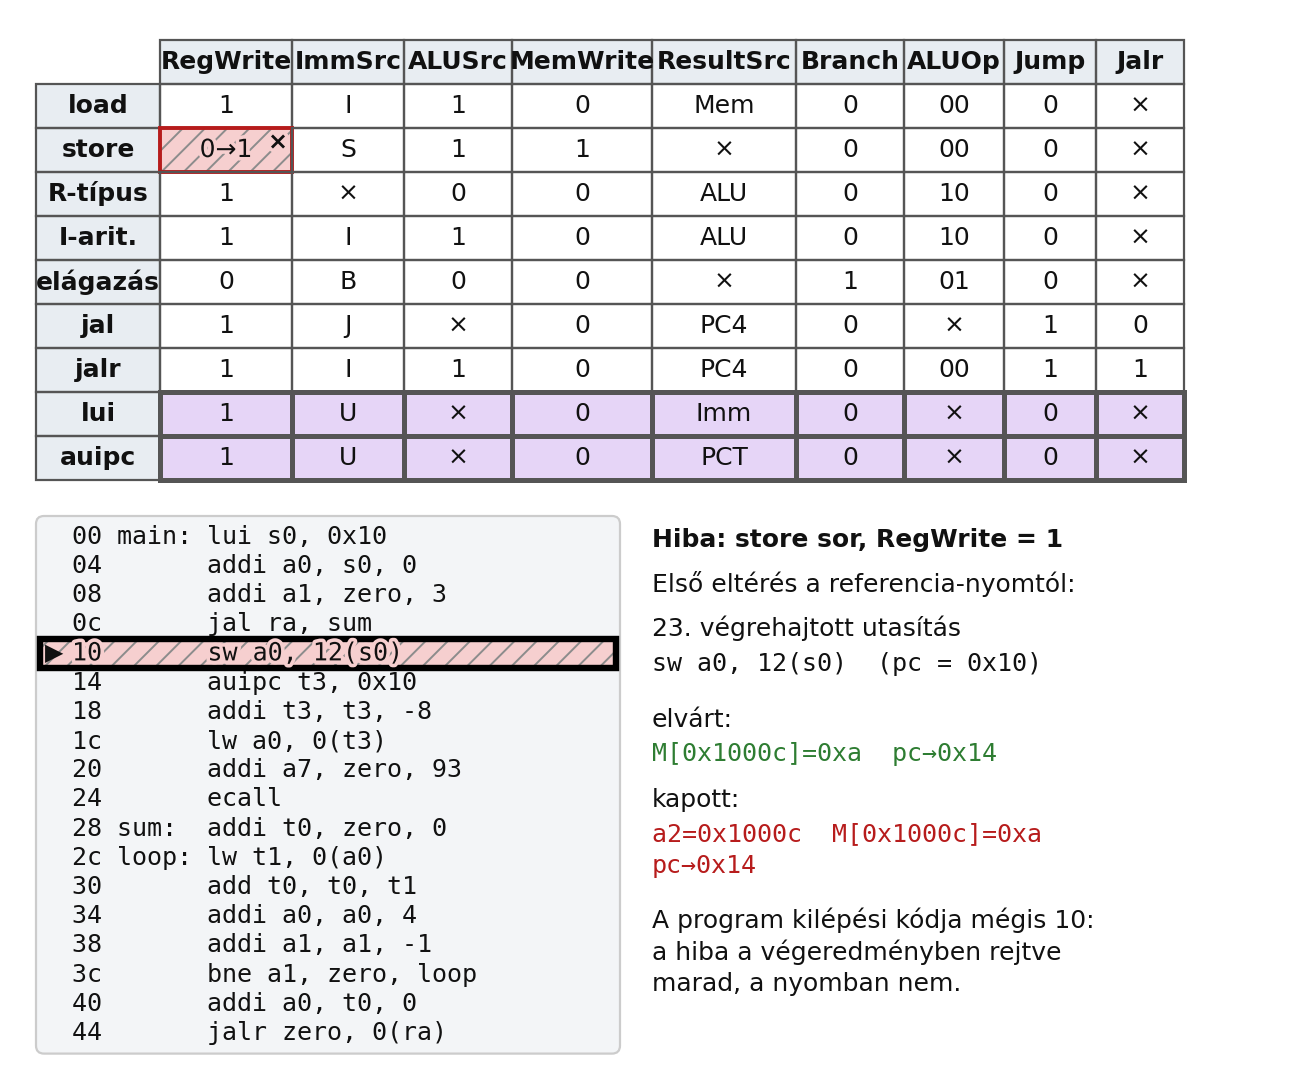 RegWrite ImmSrc ALUSrc MemWrite ResultSrc Branch ALUOp Jump Jalr
load 1 I 1 0 Mem 0 00 0 ×
store 0→1 × S 1 1 × 0 00 0 ×
R-típus 1 × 0 0 ALU 0 10 0 ×
I-arit. 1 I 1 0 ALU 0 10 0 ×
elágazás 0 B 0 0 × 1 01 0 ×
jal 1 J × 0 PC4 0 × 1 0
jalr 1 I 1 0 PC4 0 00 1 1
lui 1 U × 0 Imm 0 × 0 ×
auipc 1 U × 0 PCT 0 × 0 ×
00 main: lui s0, 0x10
04 addi a0, s0, 0
08 addi a1, zero, 3
0c jal ra, sum
▶ 10 sw a0, 12(s0)
14 auipc t3, 0x10
18 addi t3, t3, -8
1c lw a0, 0(t3)
20 addi a7, zero, 93
24 ecall
28 sum: addi t0, zero, 0
2c loop: lw t1, 0(a0)
30 add t0, t0, t1
34 addi a0, a0, 4
38 addi a1, a1, -1
3c bne a1, zero, loop
40 addi a0, t0, 0
44 jalr zero, 0(ra)
Hiba: store sor, RegWrite = 1
Első eltérés a referencia-nyomtól:
23. végrehajtott utasítás
sw a0, 12(s0) (pc = 0x10)
elvárt:
M[0x1000c]=0xa pc→0x14
kapott:
a2=0x1000c M[0x1000c]=0xa
pc→0x14
A program kilépési kódja mégis 10:
a hiba a végeredményben rejtve
marad, a nyomban nem.